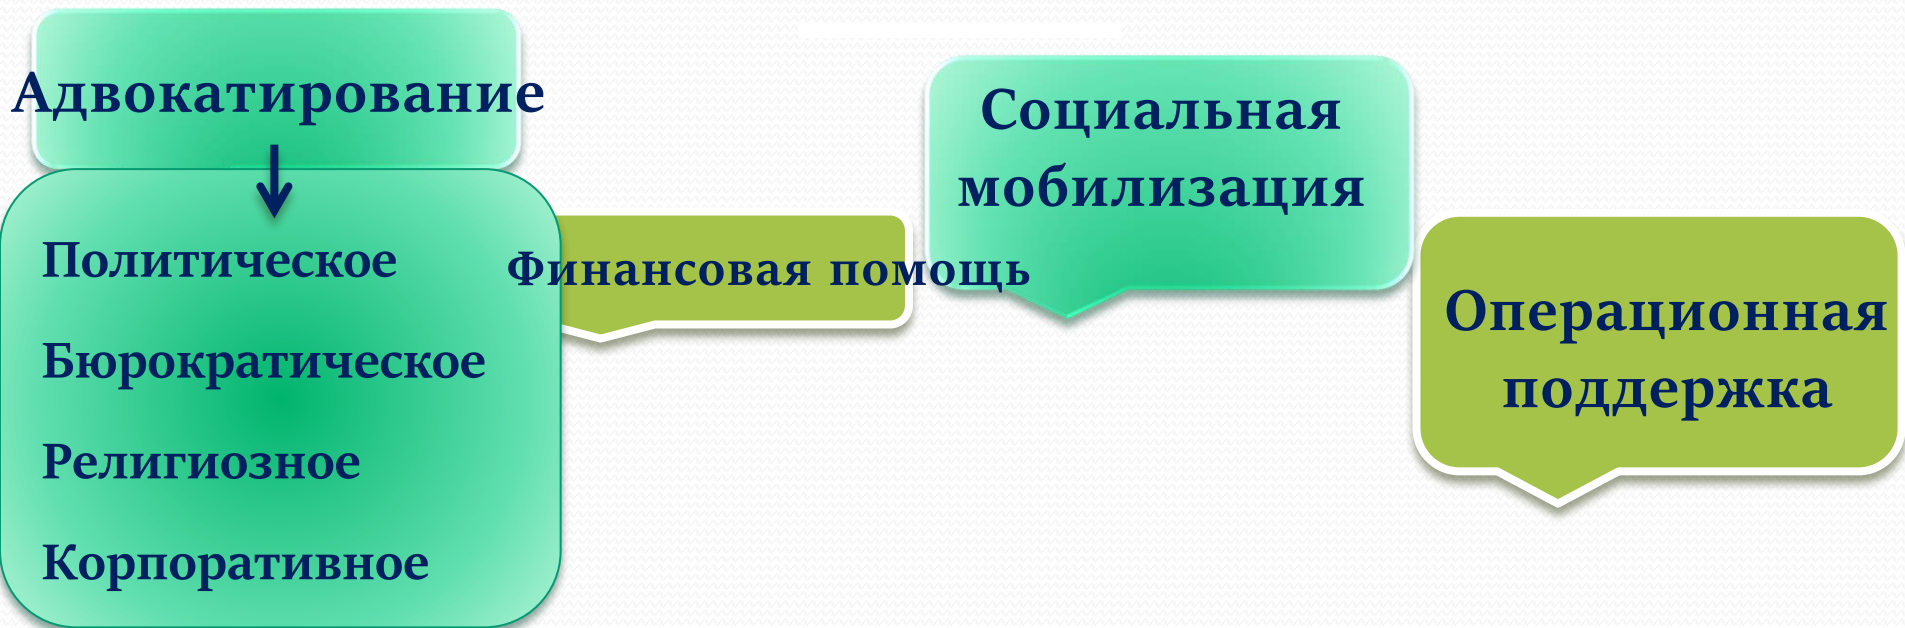 Адвокатирование
Политическое
Бюрократическое
Религиозное
Корпоративное
Финансовая помощь
Социальная
мобилизация
Операционная
поддержка